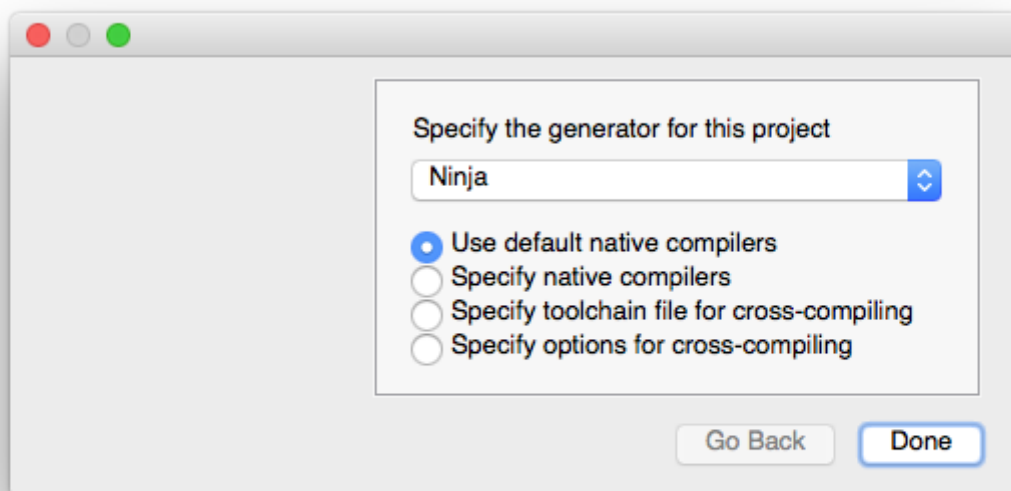 Specify the generator for this project
Ninja
Use default native compilers
Specify native compilers
Specify toolchain file for cross-compiling
Specify options for cross-compiling
Go Back
Done